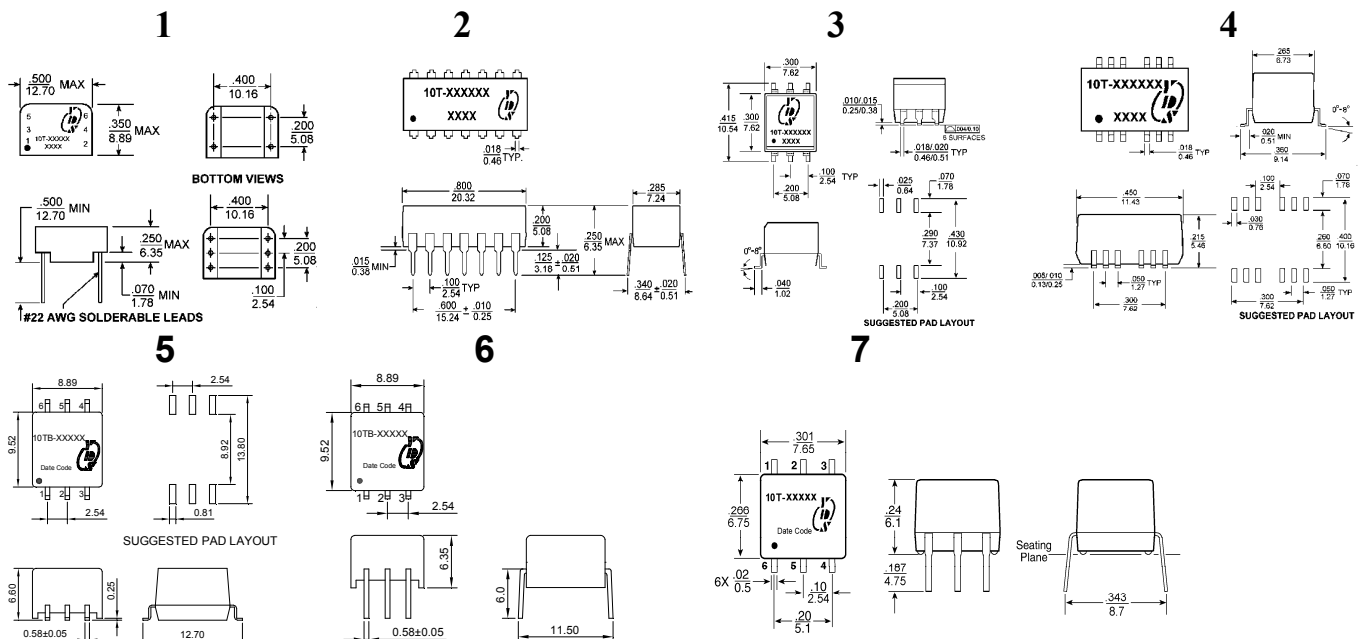 1
.500
12.70 MAX
.350
8.89 MAX
5 6
3 4
1 2
10T-XXXXXX
XXXX
.400
10.16
.200
5.08
BOTTOM VIEWS
.500
12.70 MIN
.250
6.35 MAX
.070
1.78 MIN
#22 AWG SOLDERABLE LEADS
.400
10.16
.200
5.08
.100
2.54
2
10T-XXXXXX
XXXX
.018
0.46 TYP.
.800
20.32
.200
5.08
.250
6.35 MAX
.015
0.38 MIN
.125
3.18 ± .020
0.51
.100
2.54 TYP
.600
15.24 ± .010
0.25
.285
7.24
.340
8.64 ± .020
0.51
3
.300
7.62
.415
10.54
.300
7.62
10T-XXXXXX
XXXX
.100
2.54 TYP
.200
5.08
.010/.015
0.25/0.38
.004/0.10
6 SURFACES
.018/.020
0.46/0.51 TYP
0°-8°
.040
1.02
.025
0.64
.070
1.78
.290
7.37
.430
10.92
.100
2.54
.200
5.08
SUGGESTED PAD LAYOUT
4
10T-XXXXXX
XXXX
.018
0.46 TYP
.265
6.73
0°-8°
.020
0.51 MIN
.360
9.14
.450
11.43
.215
5.46
.005/.010
0.13/0.25
.050
1.27 TYP
.300
7.62
.100
2.54
.070
1.78
.030
0.76
.260
6.60
.400
10.16
.300
7.62
.050
1.27 TYP
SUGGESTED PAD LAYOUT
5
8.89
6 5 4
9.52
10TB-XXXXX
Date Code
1 2 3
2.54
2.54
8.92
13.80
0.81
SUGGESTED PAD LAYOUT
6.60
0.25
0.58±0.05
12.70
6
8.89
6 5 4
9.52
10TB-XXXXX
Date Code
1 2 3
2.54
6.35
0.58±0.05
6.0
11.50
7
.301
7.65
1 2 3
.266
6.75
10T-XXXXX
Date Code
6 5 4
6X .02
0.5
.10
2.54
.20
5.1
.24
6.1
.187
4.75
Seating
Plane
.343
8.7